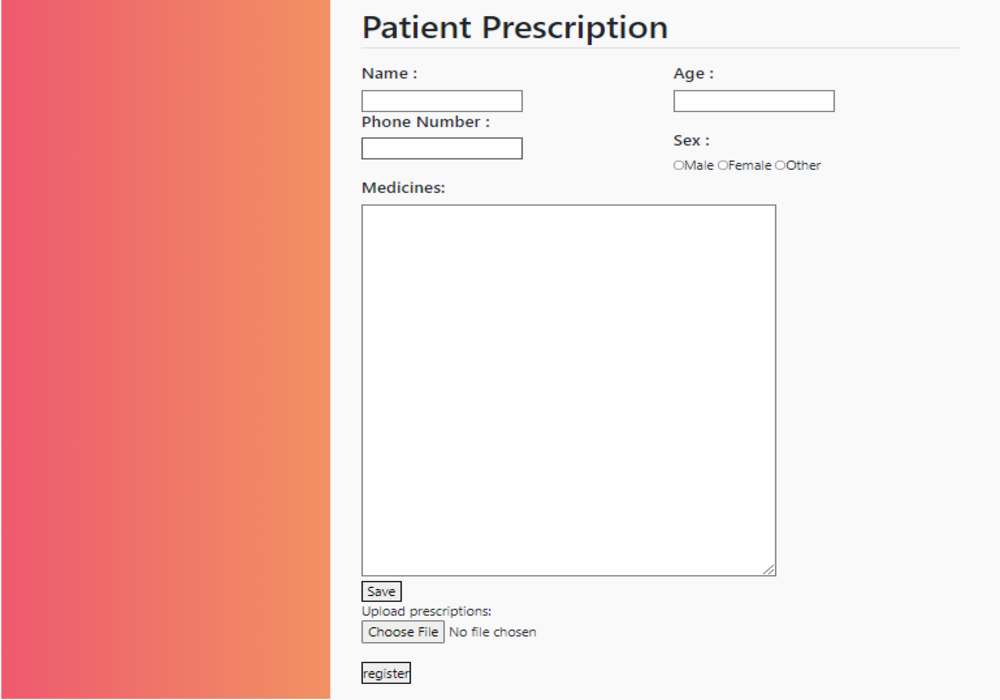 Patient Prescription
Name :
Age :
Phone Number :
Sex :
Male Female Other
Medicines:
Save
Upload prescriptions:
Choose File No file chosen
register